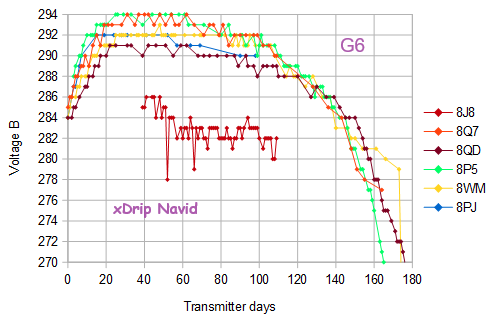 294
292
290
288
286
284
282
280
278
276
274
272
270
Voltage B
G6
xDrip Navid
8J8
8Q7
8QD
8P5
8WM
8PJ
0 20 40 60 80 100 120 140 160 180
Transmitter days